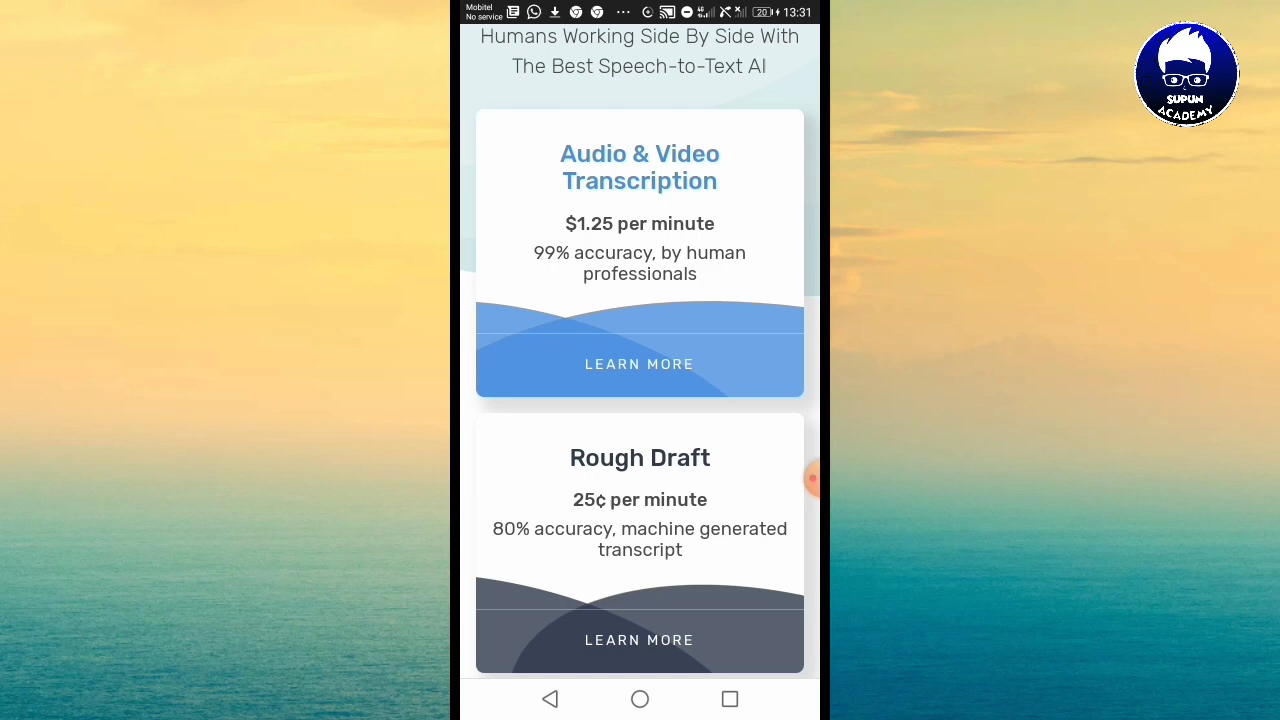 Mobitel
No service
4G
20
13:31
SUPUN
ACADEMY
Humans Working Side By Side With
The Best Speech-to-Text AI
Audio & Video
Transcription
$1.25 per minute
99% accuracy, by human
professionals
LEARN MORE
Rough Draft
25¢ per minute
80% accuracy, machine generated
transcript
LEARN MORE